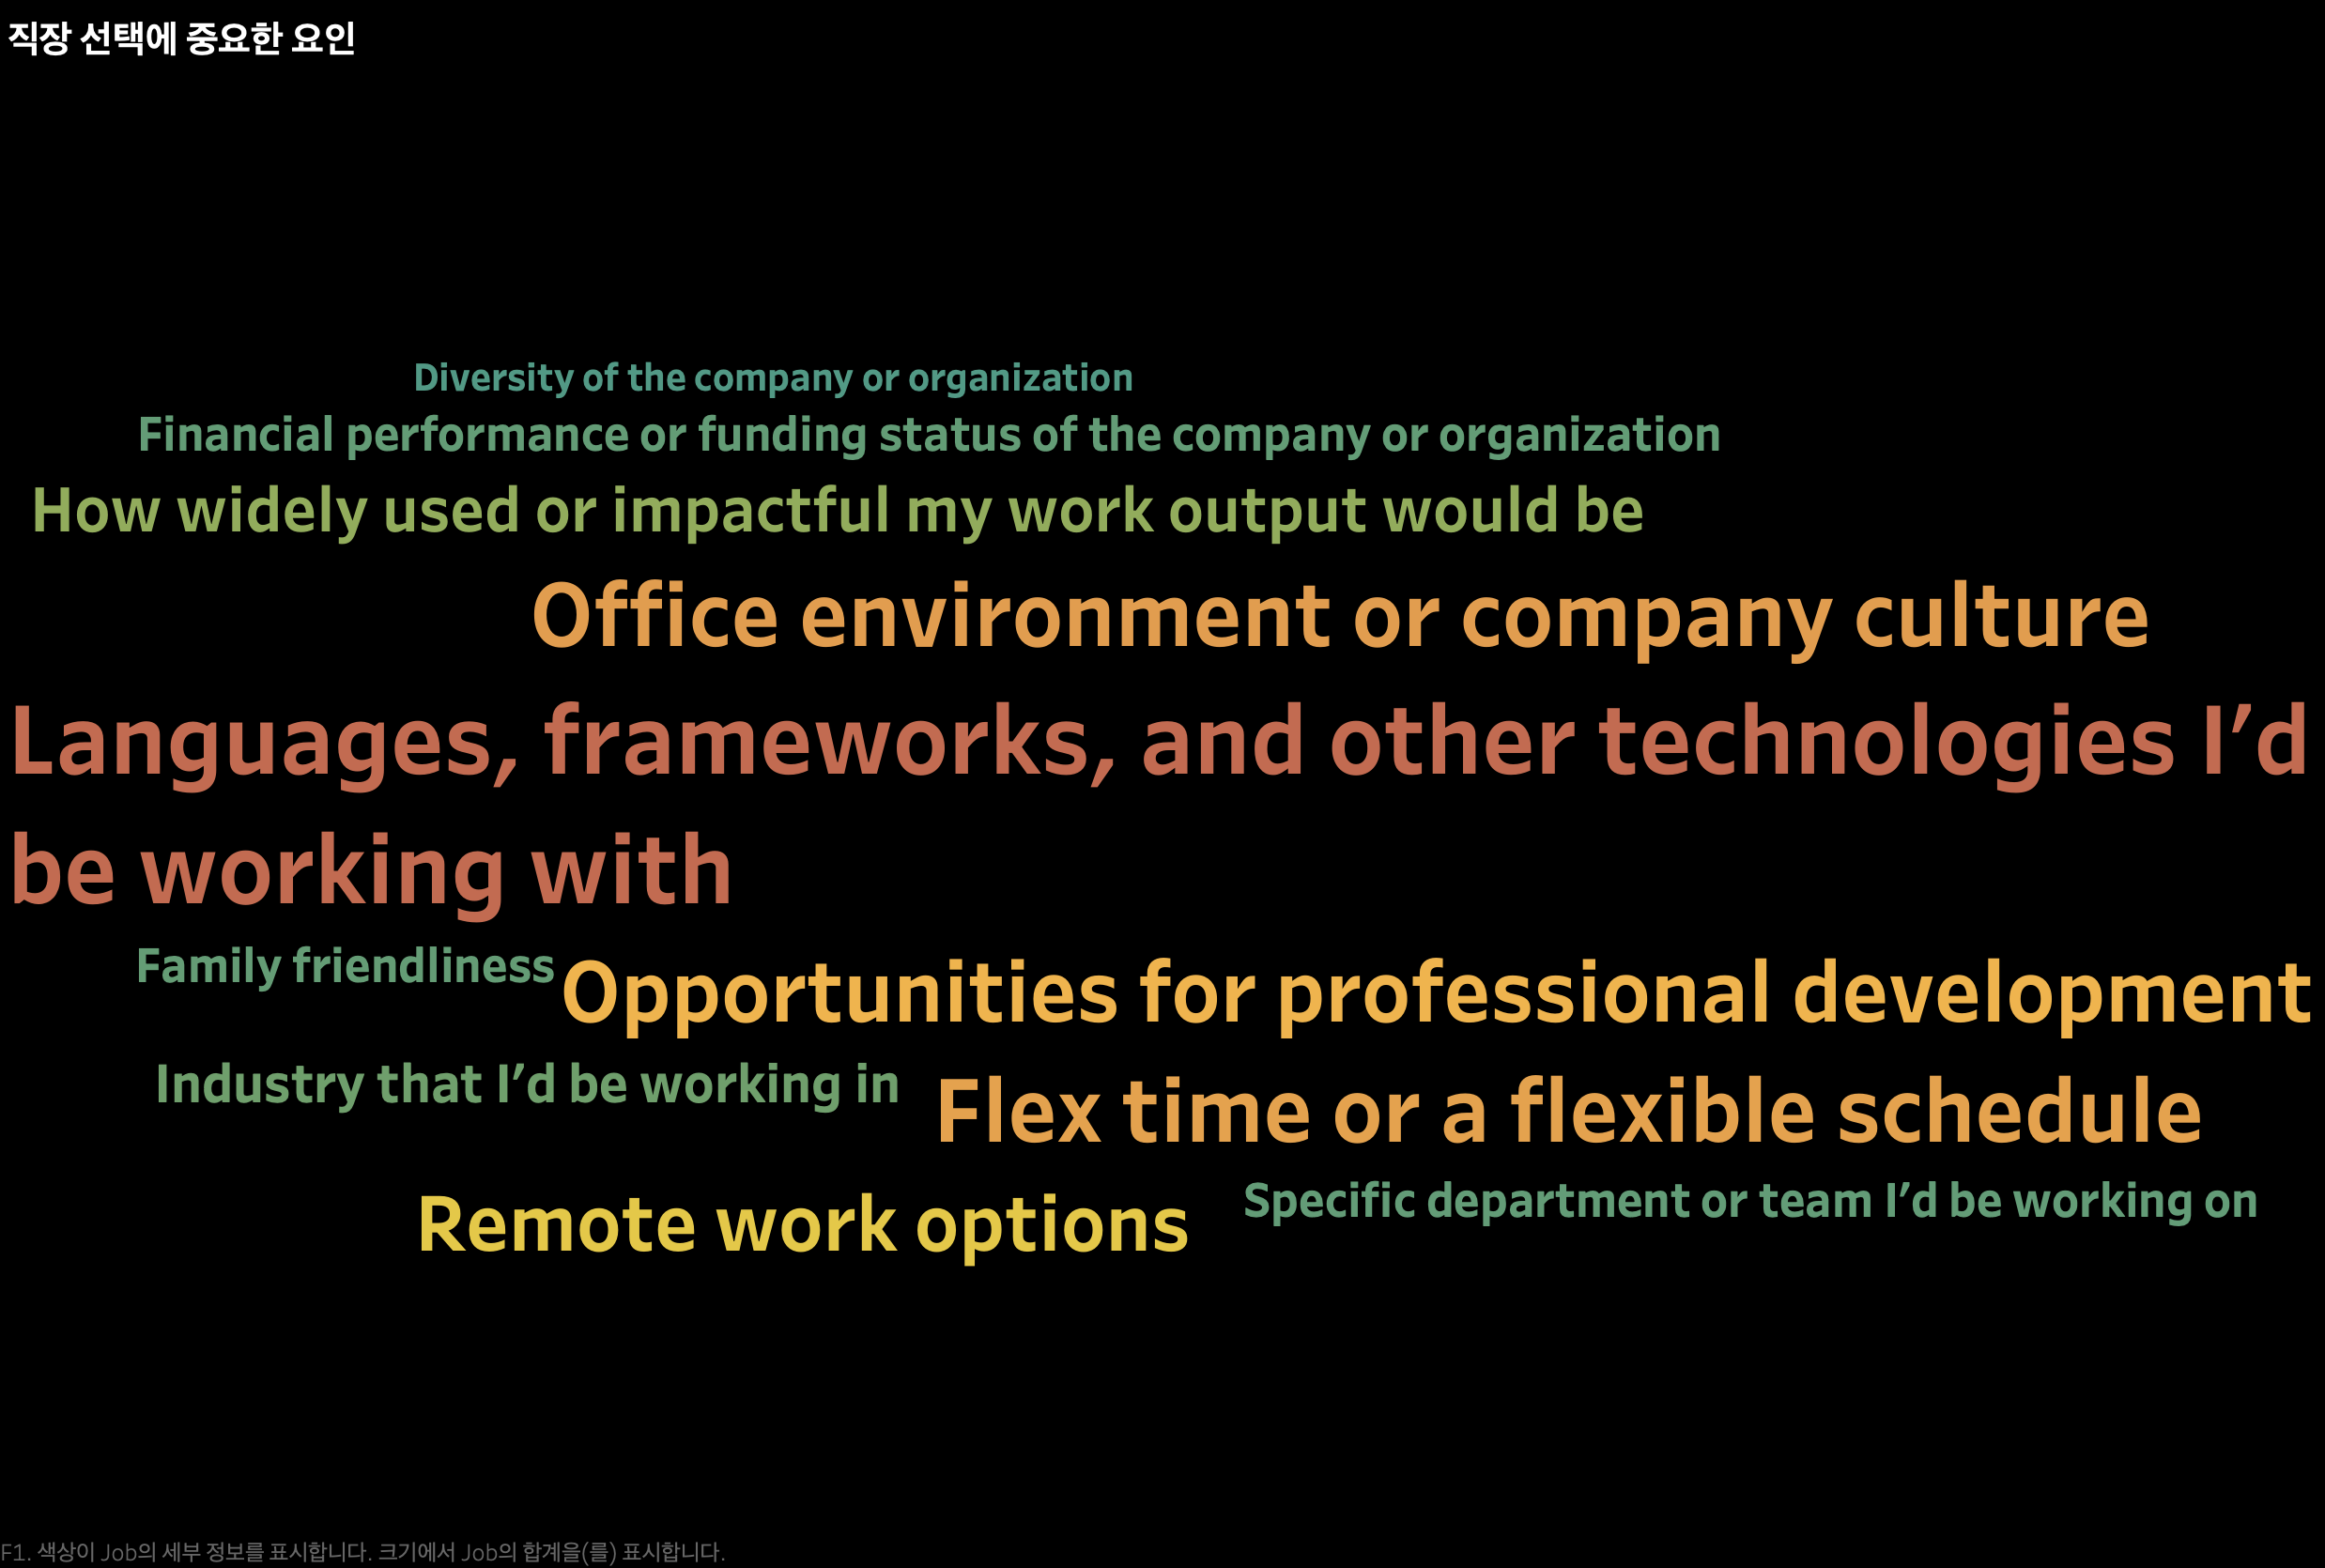 직장 선택에 중요한 요인
Diversity of the company or organization
Financial performance or funding status of the company or organization
How widely used or impactful my work output would be
Office environment or company culture
Languages, frameworks, and other technologies I’d
be working with
Family friendliness
Opportunities for professional development
Industry that I’d be working in
Flex time or a flexible schedule
Remote work options
Specific department or team I’d be working on
F1. 색상이 Job의 세부 정보를 표시합니다. 크기에서 Job의 합계을(를) 표시합니다.